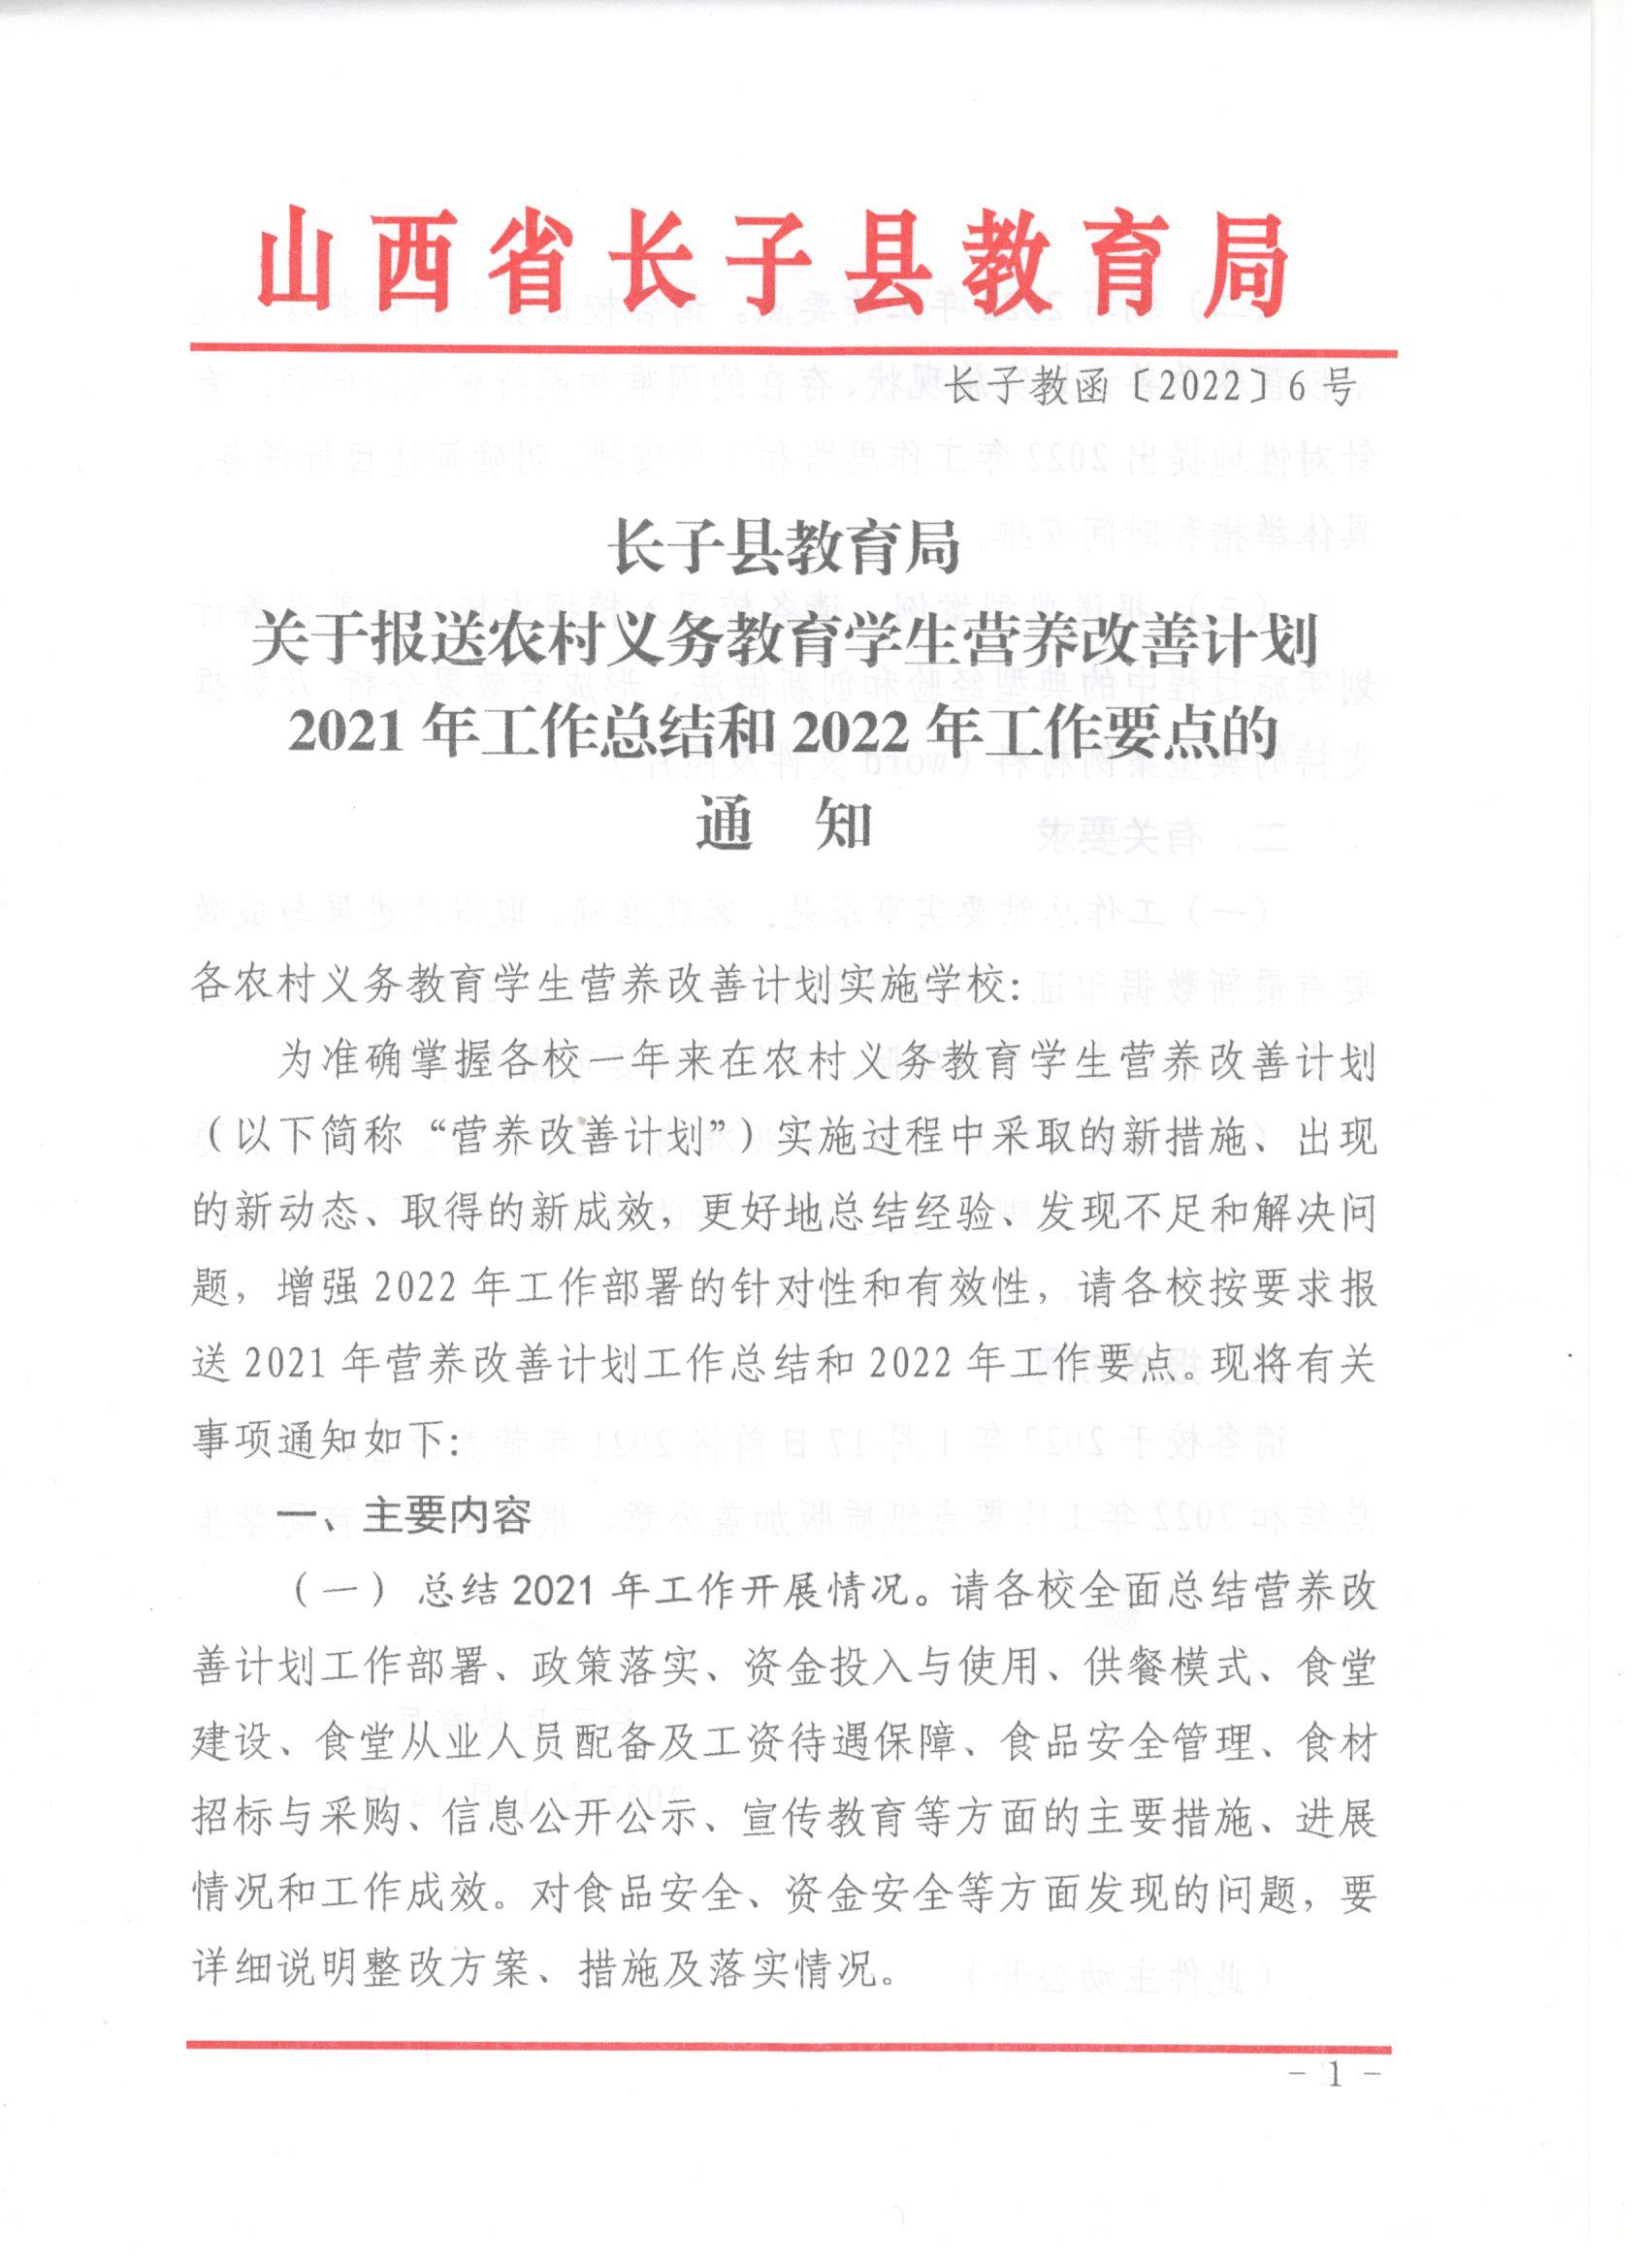 山西省长子县教育局
长子教函〔2022〕6号
长子县教育局
关于报送农村义务教育学生营养改善计划
2021年工作总结和2022年工作要点的
通 知
各农村义务教育学生营养改善计划实施学校:
为准确掌握各校一年来在农村义务教育学生营养改善计划
（以下简称“营养改善计划”）实施过程中采取的新措施、出现
的新动态、取得的新成效，更好地总结经验、发现不足和解决问
题，增强2022年工作部署的针对性和有效性，请各校按要求报
送2021年营养改善计划工作总结和2022年工作要点。现将有关
事项通知如下:
一、主要内容
（一）总结2021年工作开展情况。请各校全面总结营养改
善计划工作部署、政策落实、资金投入与使用、供餐模式、食堂
建设、食堂从业人员配备及工资待遇保障、食品安全管理、食材
招标与采购、信息公开公示、宣传教育等方面的主要措施、进展
情况和工作成效。对食品安全、资金安全等方面发现的问题，要
详细说明整改方案、措施及落实情况。
- 1 -